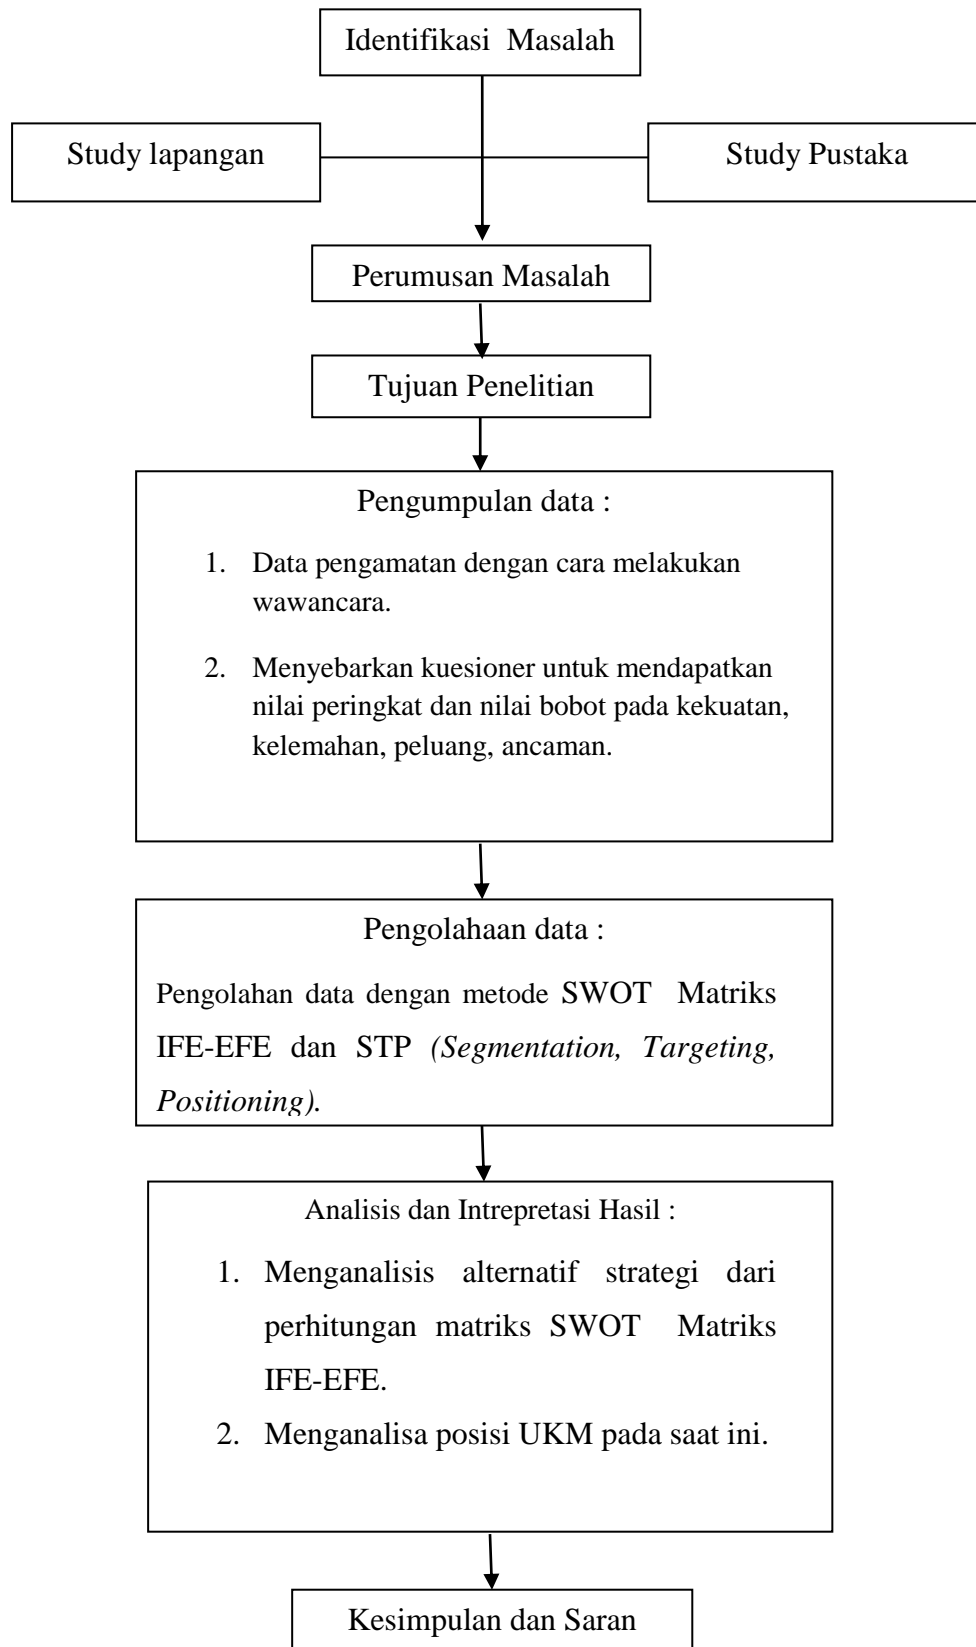 Identifikasi Masalah
Study lapangan
Study Pustaka
Perumusan Masalah
Tujuan Penelitian
Pengumpulan data :
1. Data pengamatan dengan cara melakukan
wawancara.
2. Menyebarkan kuesioner untuk mendapatkan
nilai peringkat dan nilai bobot pada kekuatan,
kelemahan, peluang, ancaman.
Pengolahaan data :
Pengolahan data dengan metode SWOT Matriks
IFE-EFE dan STP (Segmentation, Targeting,
Positioning).
Analisis dan Intrepretasi Hasil :
1. Menganalisis alternatif strategi dari
perhitungan matriks SWOT Matriks
IFE-EFE.
2. Menganalisa posisi UKM pada saat ini.
Kesimpulan dan Saran